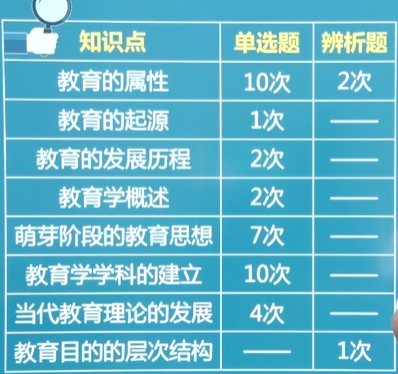 知识点 单选题 辨析题
教育的属性 10次 2次
教育的起源 1次 ——
教育的发展历程 2次 ——
教育学概述 2次 ——
萌芽阶段的教育思想 7次 ——
教育学学科的建立 10次 ——
当代教育理论的发展 4次 ——
教育目的的层次结构 —— 1次